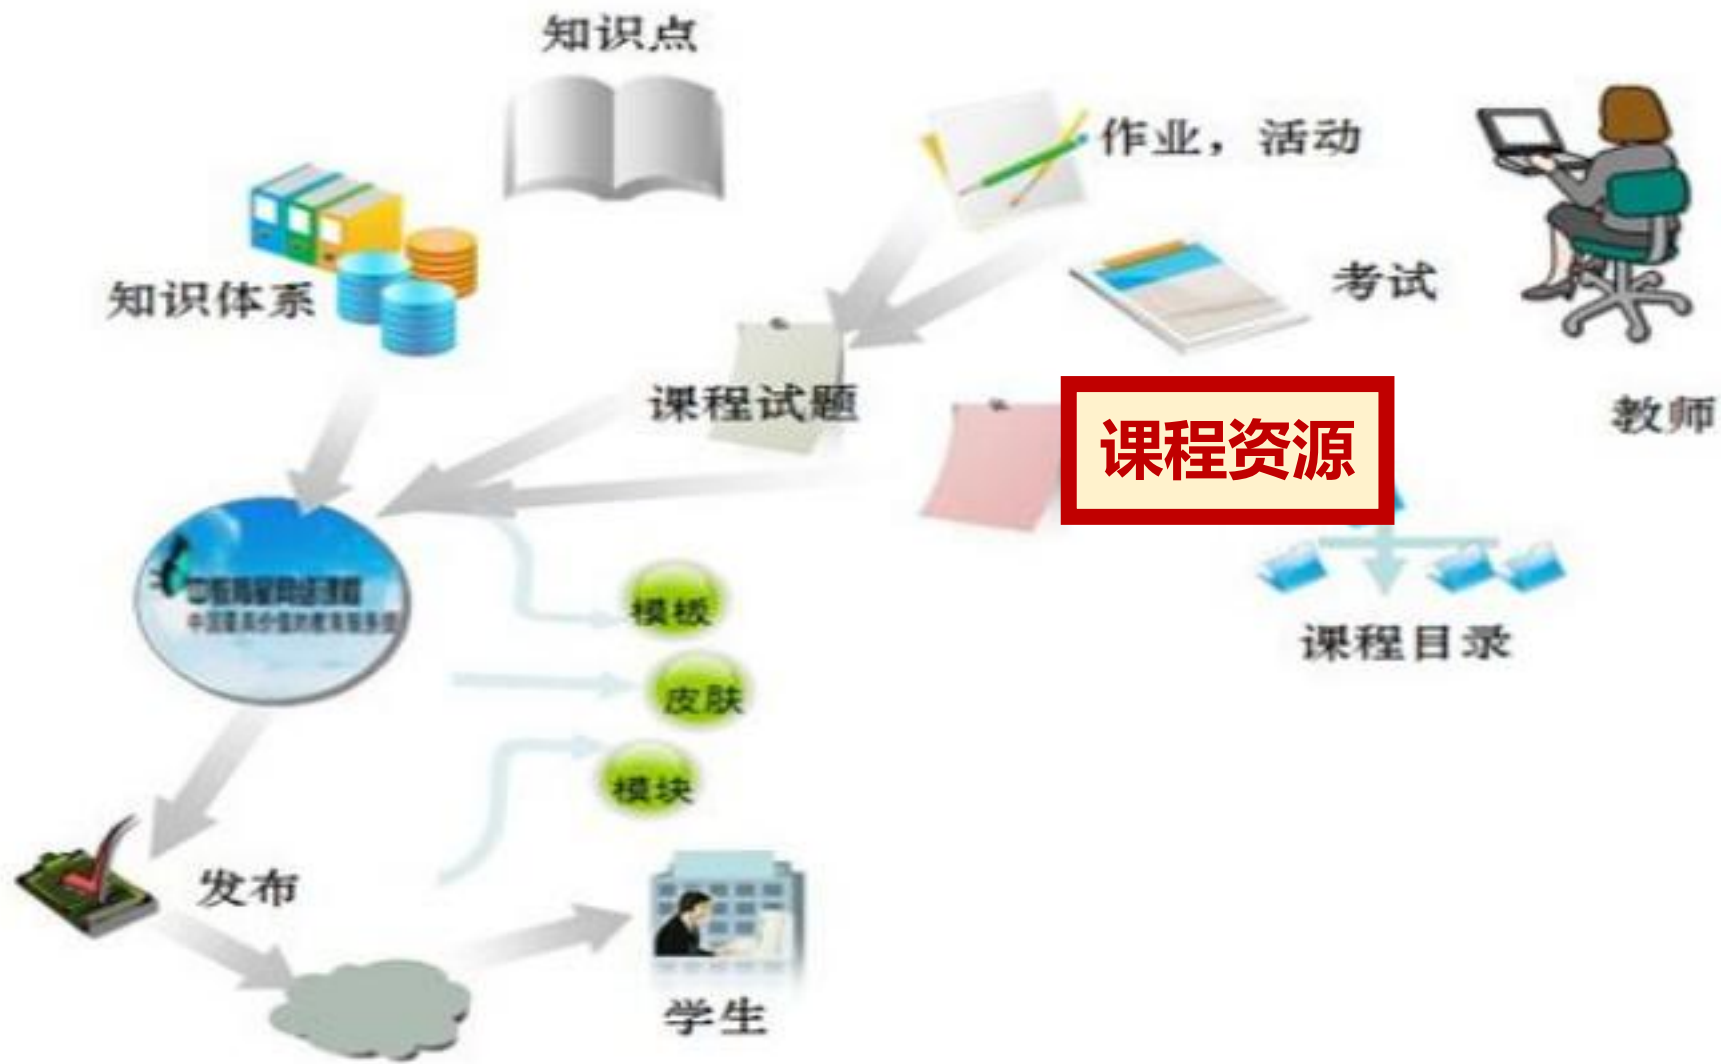 知识点
作业，活动
知识体系
考试
课程试题
教师
课程资源
模板
课程目录
皮肤
模块
发布
学生